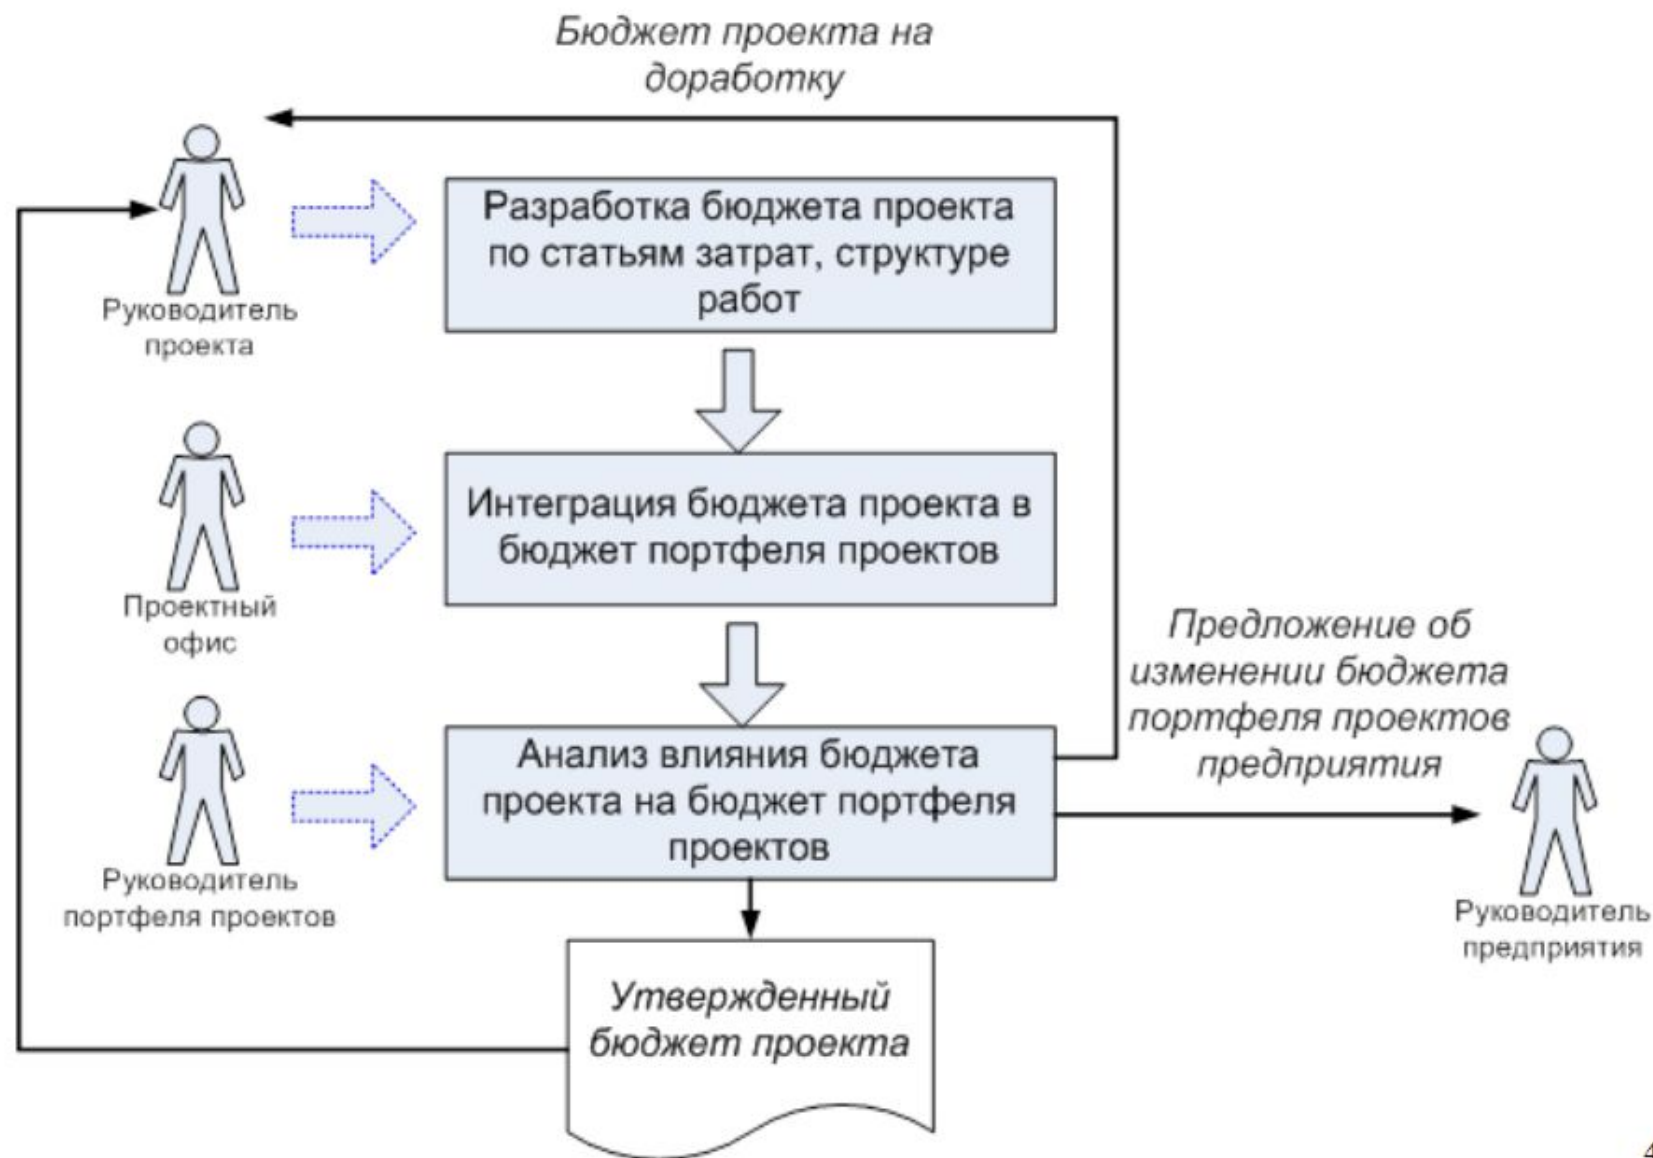 Бюджет проекта на
доработку
Разработка бюджета проекта
по статьям затрат, структуре
работ
Руководитель
проекта
Интеграция бюджета проекта в
бюджет портфеля проектов
Проектный
офис
Предложение об
изменении бюджета
портфеля проектов
предприятия
Анализ влияния бюджета
проекта на бюджет портфеля
проектов
Руководитель
портфеля проектов
Руководитель
предприятия
Утвержденный
бюджет проекта